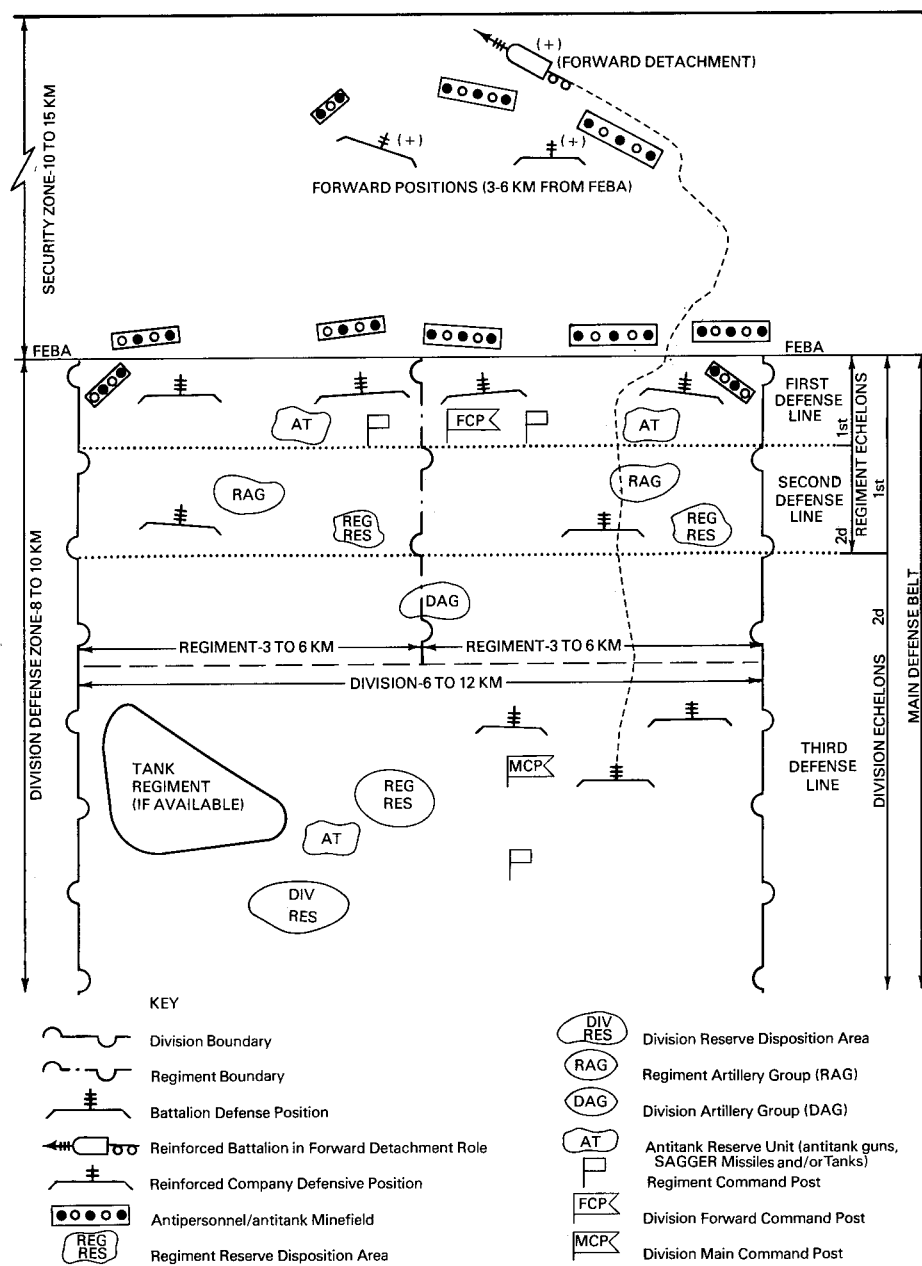 SECURITY ZONE-10 TO 15 KM
(+)
(FORWARD DETACHMENT)
(+)
(+)
FORWARD POSITIONS (3-6 KM FROM FEBA)
FEBA
FEBA
DIVISION DEFENSE ZONE-8 TO 10 KM
AT
FCP
AT
FIRST
DEFENSE
LINE
1st
REGIMENT ECHELONS
1st
RAG
REG
RES
RAG
REG
RES
SECOND
DEFENSE
LINE
2d
DAG
2d
REGIMENT-3 TO 6 KM
REGIMENT-3 TO 6 KM
DIVISION-6 TO 12 KM
DIVISION ECHELONS
MAIN DEFENSE BELT
TANK
REGIMENT
(IF AVAILABLE)
REG
RES
MCP
THIRD
DEFENSE
LINE
AT
DIV
RES
KEY
Division Boundary
Regiment Boundary
Battalion Defense Position
Reinforced Battalion in Forward Detachment Role
Reinforced Company Defensive Position
Antipersonnel/antitank Minefield
REG
RES
Regiment Reserve Disposition Area
DIV
RES
Division Reserve Disposition Area
RAG
Regiment Artillery Group (RAG)
DAG
Division Artillery Group (DAG)
AT
Antitank Reserve Unit (antitank guns,
SAGGER Missiles and/or Tanks)
Regiment Command Post
FCP
Division Forward Command Post
MCP
Division Main Command Post